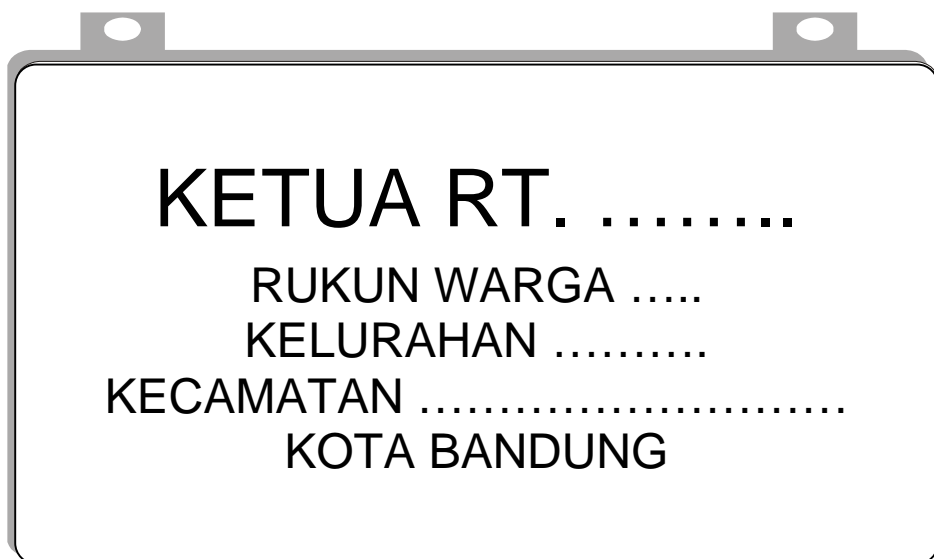 KETUA RT. ……..
RUKUN WARGA …..
KELURAHAN ……….
KECAMATAN ………………………
KOTA BANDUNG